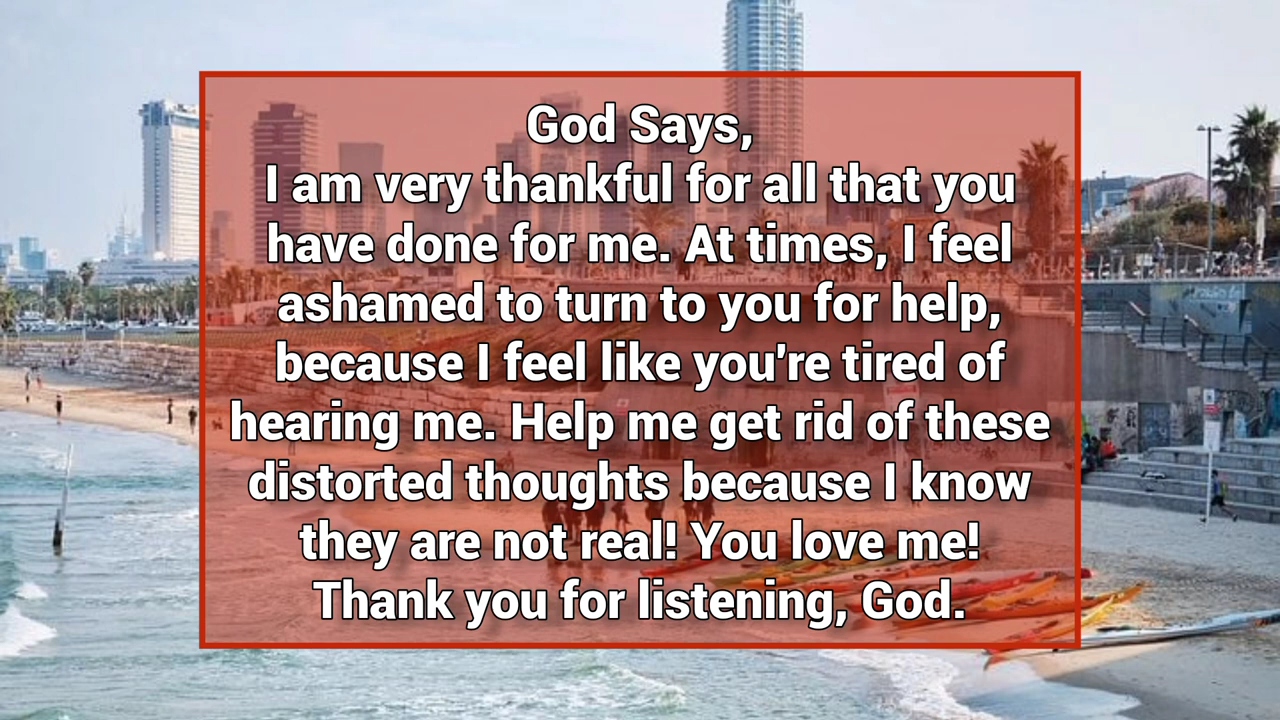 God Says,
I am very thankful for all that you
have done for me. At times, I feel
ashamed to turn to you for help,
because I feel like you're tired of
hearing me. Help me get rid of these
distorted thoughts because I know
they are not real! You love me!
Thank you for listening, God.